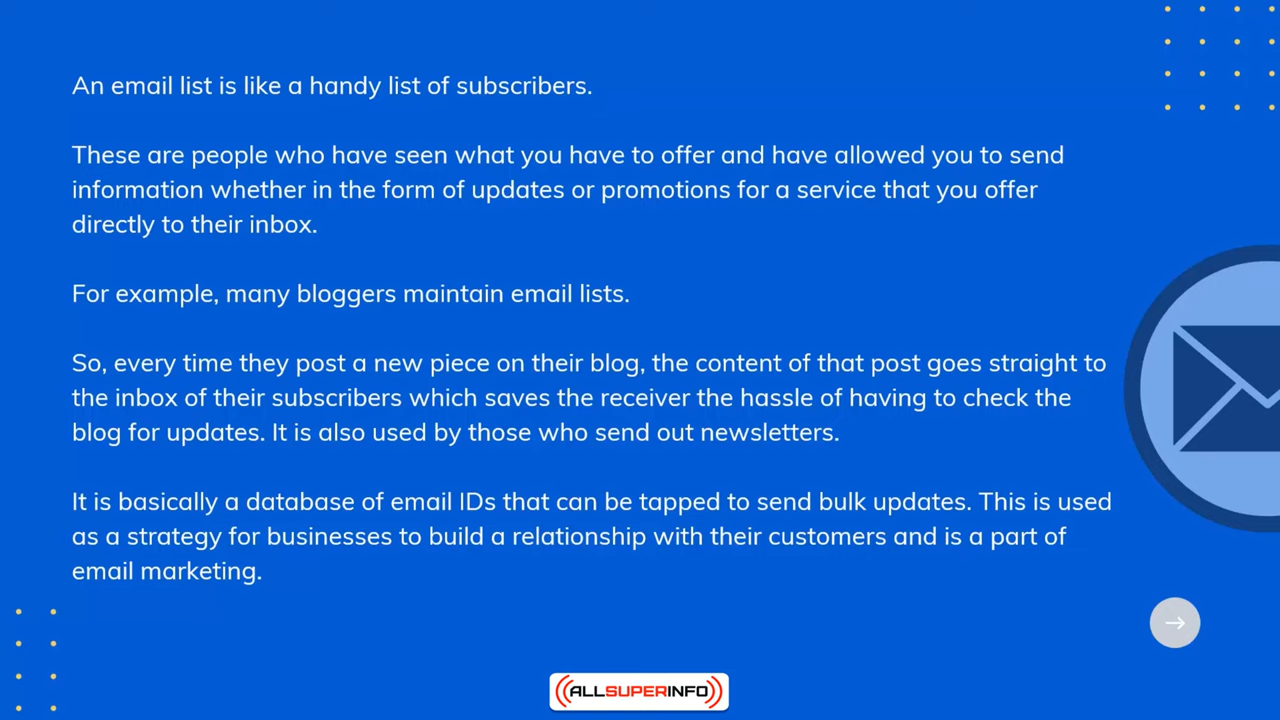 An email list is like a handy list of subscribers.
These are people who have seen what you have to offer and have allowed you to send
information whether in the form of updates or promotions for a service that you offer
directly to their inbox.
For example, many bloggers maintain email lists.
So, every time they post a new piece on their blog, the content of that post goes straight to
the inbox of their subscribers which saves the receiver the hassle of having to check the
blog for updates. It is also used by those who send out newsletters.
It is basically a database of email IDs that can be tapped to send bulk updates. This is used
as a strategy for businesses to build a relationship with their customers and is a part of
email marketing.
ALLSUPERINFO